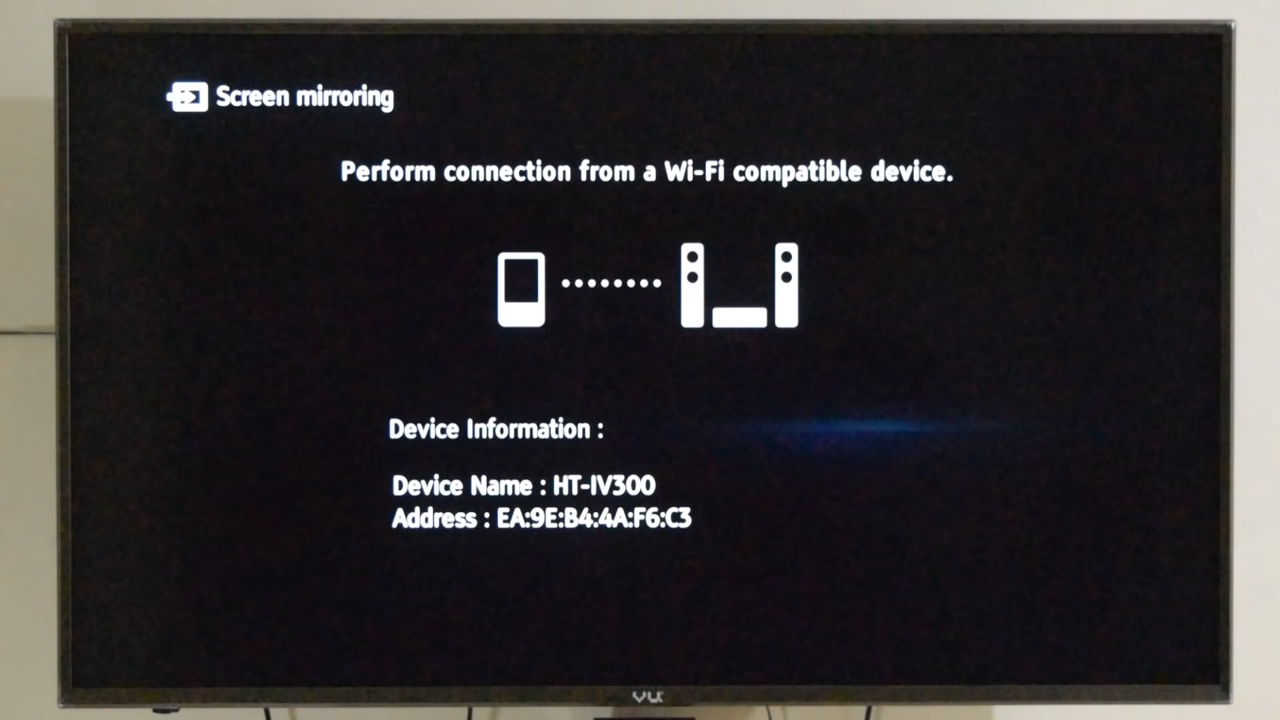 Screen mirroring
Perform connection from a Wi-Fi compatible device.
Device Information :
Device Name : HT-IV300
Address : EA:9E:B4:4A:F6:C3
vu